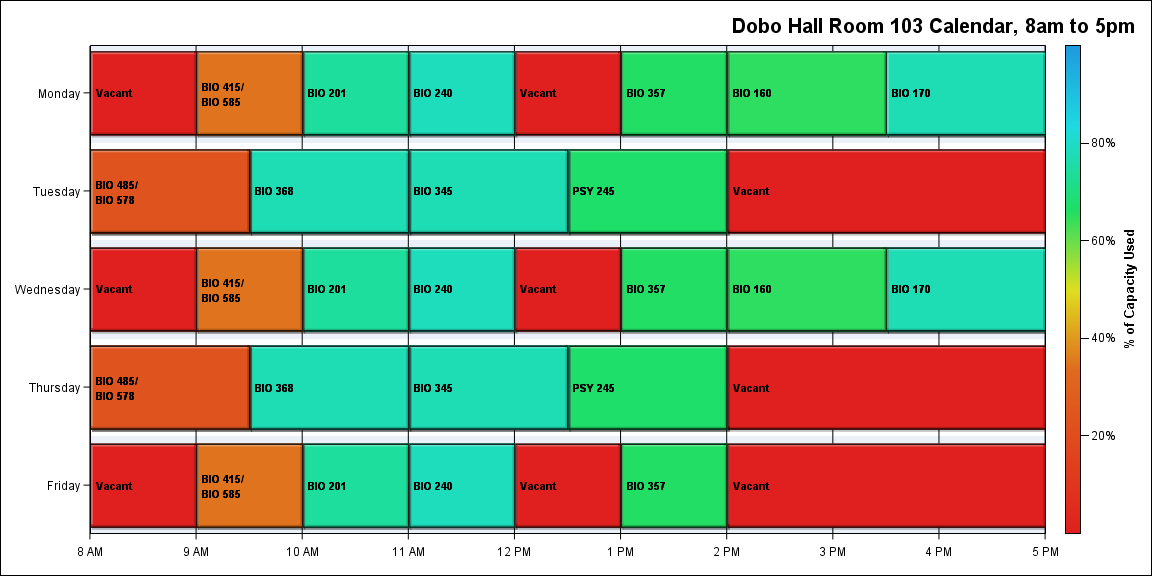 Dobo Hall Room 103 Calendar, 8am to 5pm
Monday
Vacant
BIO 415/
BIO 585
BIO 201
BIO 240
Vacant
BIO 357
BIO 160
BIO 170
Tuesday
BIO 485/
BIO 578
BIO 368
BIO 345
PSY 245
Vacant
Wednesday
Vacant
BIO 415/
BIO 585
BIO 201
BIO 240
Vacant
BIO 357
BIO 160
BIO 170
Thursday
BIO 485/
BIO 578
BIO 368
BIO 345
PSY 245
Vacant
Friday
Vacant
BIO 415/
BIO 585
BIO 201
BIO 240
Vacant
BIO 357
Vacant
8 AM
9 AM
10 AM
11 AM
12 PM
1 PM
2 PM
3 PM
4 PM
5 PM
80%
60%
40%
20%
% of Capacity Used